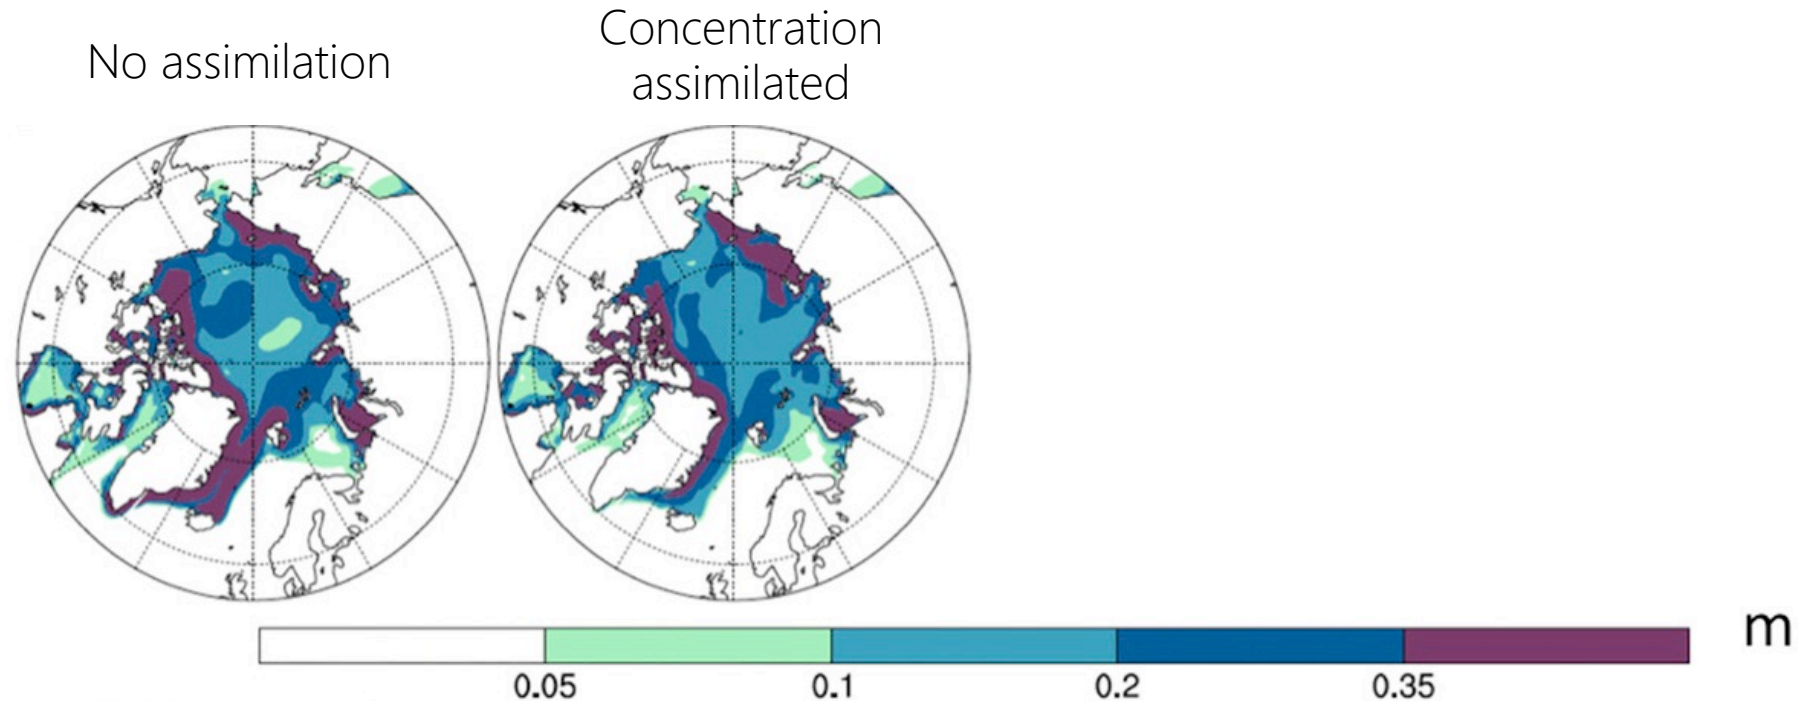 No assimilation
Concentration
assimilated
m
0.05
0.1
0.2
0.35